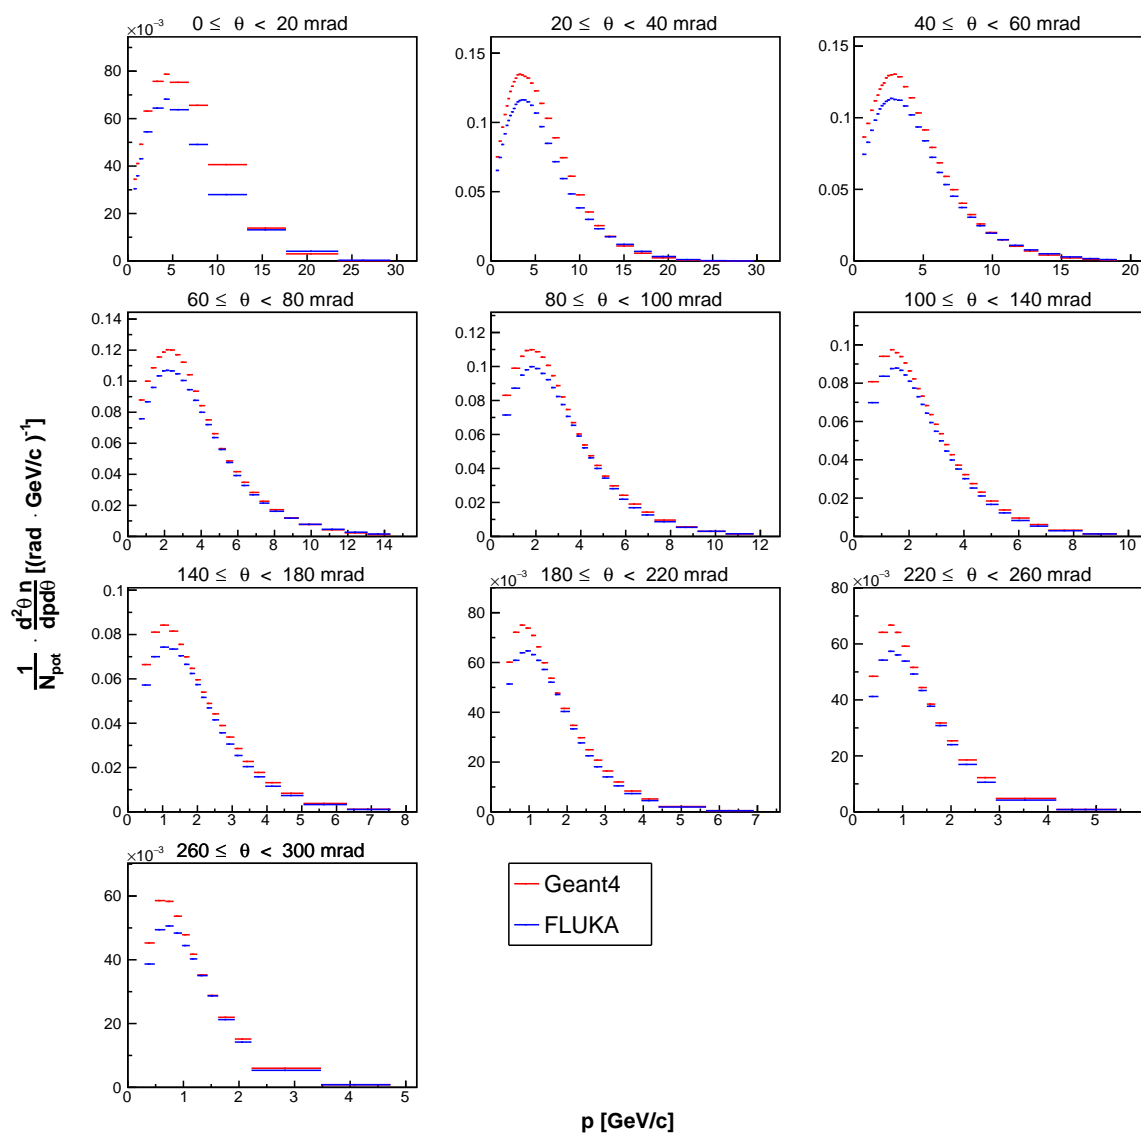 0 ≤ θ < 20 mrad
×10⁻³
80
60
40
20
0
0 5 10 15 20 25 30
20 ≤ θ < 40 mrad
0.15
0.1
0.05
0
0 5 10 15 20 25 30
40 ≤ θ < 60 mrad
0.15
0.1
0.05
0
0 5 10 15 20
60 ≤ θ < 80 mrad
0.14
0.12
0.1
0.08
0.06
0.04
0.02
0
0 2 4 6 8 10 12 14
80 ≤ θ < 100 mrad
0.12
0.1
0.08
0.06
0.04
0.02
0
0 2 4 6 8 10 12
100 ≤ θ < 140 mrad
0.1
0.08
0.06
0.04
0.02
0
0 2 4 6 8 10
140 ≤ θ < 180 mrad
0.1
0.08
0.06
0.04
0.02
0
0 1 2 3 4 5 6 7 8
180 ≤ θ < 220 mrad
×10⁻³
80
60
40
20
0
0 1 2 3 4 5 6 7
220 ≤ θ < 260 mrad
×10⁻³
80
60
40
20
0
0 1 2 3 4 5
260 ≤ θ < 300 mrad
×10⁻³
60
40
20
0
0 1 2 3 4 5
Geant4
FLUKA
1/N_pot · d²θ n/dpdθ [(rad · GeV/c )⁻¹]
p [GeV/c]